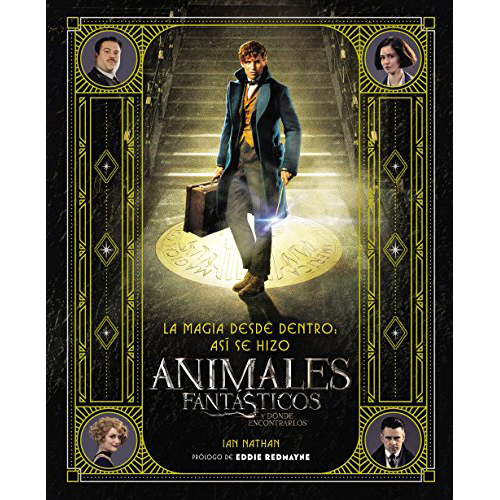 LA MAGIA DESDE DENTRO:
ASÍ SE HIZO
ANIMALES
FANTÁSTICOS
Y DÓNDE
ENCONTRARLOS
IAN NATHAN
PRÓLOGO DE EDDIE REDMAYNE